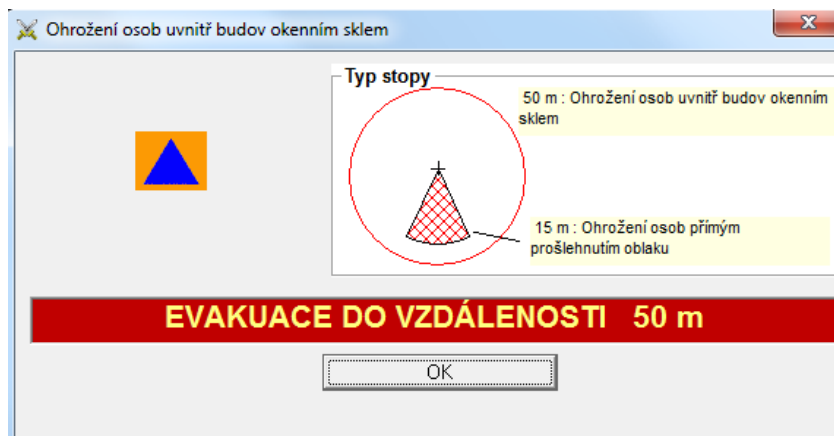 Ohrožení osob uvnitř budov okenním sklem
Typ stopy
50 m : Ohrožení osob uvnitř budov okenním
sklem
15 m : Ohrožení osob přímým
prošlehnutím oblaku
EVAKUACE DO VZDÁLENOSTI 50 m
OK